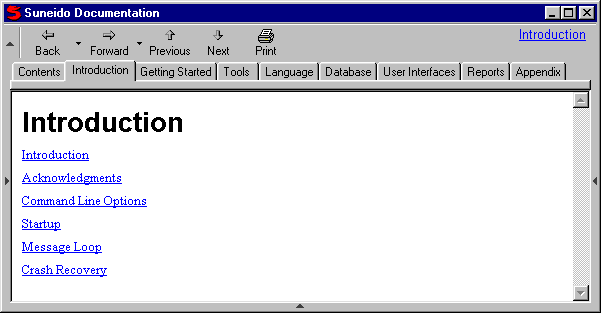 Suneido Documentation
Back Forward Previous Next Print Introduction
Contents Introduction Getting Started Tools Language Database User Interfaces Reports Appendix
Introduction
Introduction
Acknowledgments
Command Line Options
Startup
Message Loop
Crash Recovery